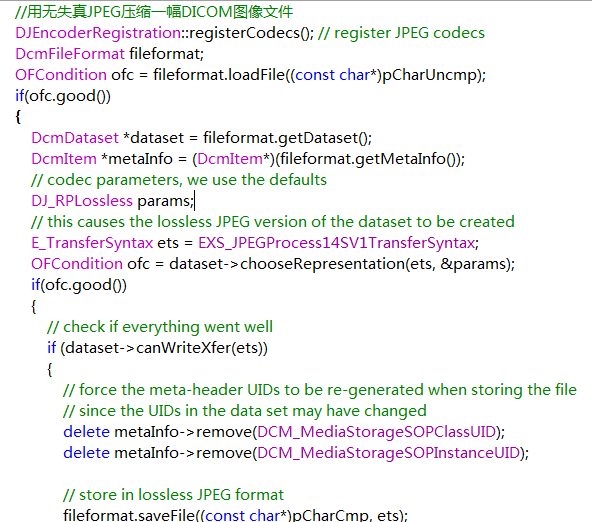 //用无失真JPEG压缩一幅DICOM图像文件
DJEncoderRegistration::registerCodecs(); // register JPEG codecs
DcmFileFormat fileformat;
OFCondition ofc = fileformat.loadFile((const char*)pCharUncmp);
if(ofc.good())
{
DcmDataset *dataset = fileformat.getDataset();
DcmItem *metaInfo = (DcmItem*)(fileformat.getMetaInfo());
// codec parameters, we use the defaults
DJ_RPLossless params;
// this causes the lossless JPEG version of the dataset to be created
E_TransferSyntax ets = EXS_JPEGProcess14SV1TransferSyntax;
OFCondition ofc = dataset->chooseRepresentation(ets, &params);
if(ofc.good())
{
// check if everything went well
if (dataset->canWriteXfer(ets))
{
// force the meta-header UIDs to be re-generated when storing the file
// since the UIDs in the data set may have changed
delete metaInfo->remove(DCM_MediaStorageSOPClassUID);
delete metaInfo->remove(DCM_MediaStorageSOPInstanceUID);
// store in lossless JPEG format
fileformat.saveFile((const char*)pCharCmp, ets);